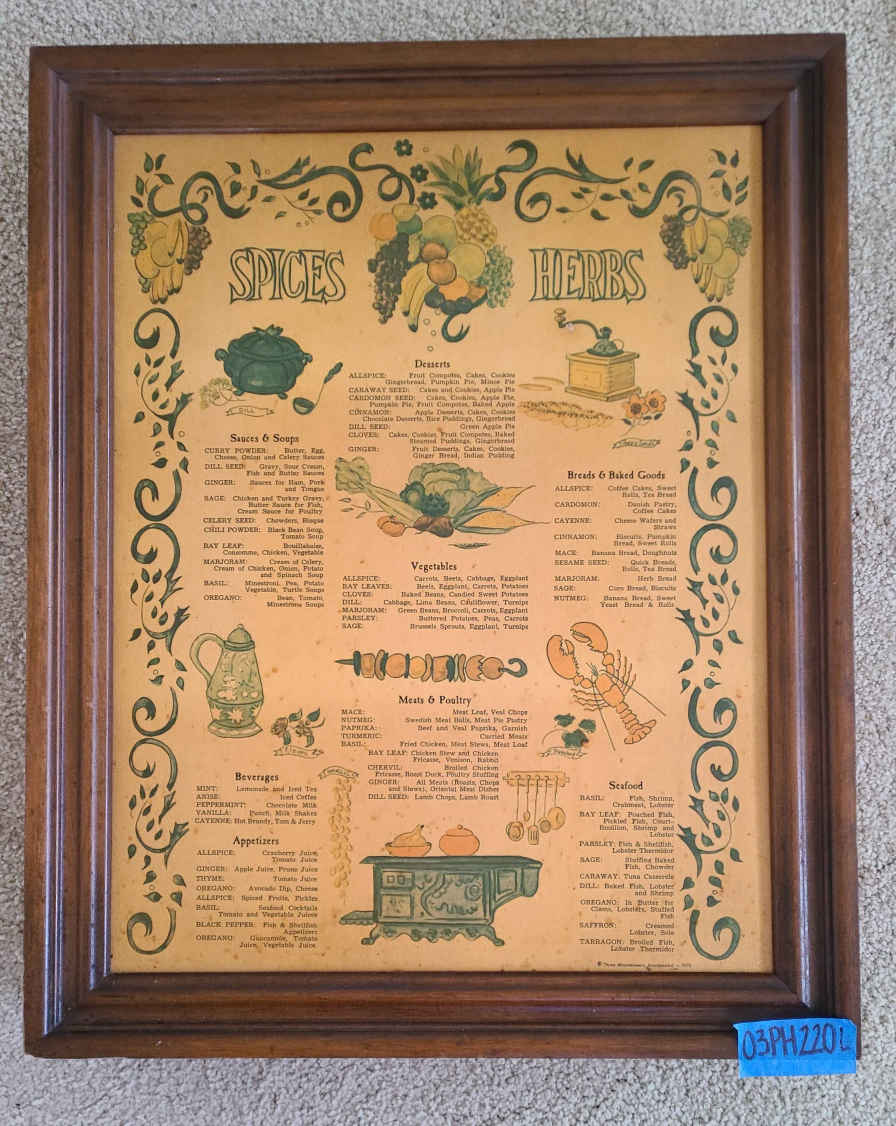 SPICES HERBS
DILL
Desserts
ALLSPICE: Fruit Compotes, Cakes, Cookies
Gingerbread, Pumpkin Pie, Mince Pie
CARAWAY SEED: Cakes and Cookies, Apple Pie
CARDOMON SEED: Cakes, Cookies, Apple Pie,
Pumpkin Pie, Fruit Compotes, Baked Apple
CINNAMON: Apple Desserts, Cakes, Cookies
Chocolate Desserts, Rice Puddings, Gingerbread
DILL SEED: Green Apple Pie
CLOVES: Cakes, Cookies, Fruit Compotes, Baked
Steamed Puddings, Gingerbread
GINGER: Fruit Desserts, Cakes, Cookies,
Ginger Bread, Indian Pudding
Sauces & Soups
CURRY POWDER: Butter, Egg,
Cheese, Onion and Celery Sauces
DILL SEED: Gravy, Sour Cream,
Fish and Butter Sauces
GINGER: Sauces for Ham, Pork
and Tongue
SAGE: Chicken and Turkey Gravy,
Butter Sauce for Fish,
Cream Sauce for Poultry
CELERY SEED: Chowders, Bisque
CHILI POWDER: Black Bean Soup,
Tomato Soup
BAY LEAF: Bouillabaise,
Consomme, Chicken, Vegetable
MARJORAM: Cream of Celery,
Cream of Chicken, Onion, Potato
and Spinach Soup
BASIL: Minestroni, Pea, Potato
Vegetable, Turtle Soups
OREGANO: Bean, Tomato,
Minestrone Soups
Breads & Baked Goods
ALLSPICE: Coffee Cakes, Sweet
Rolls, Tea Bread
CARDOMON: Danish Pastry,
Coffee Cakes
CAYENNE: Cheese Wafers and
Straws
CINNAMON: Biscuits, Pumpkin
Bread, Sweet Rolls
MACE: Banana Bread, Doughnuts
SESAME SEED: Quick Breads,
Rolls, Tea Bread
MARJORAM: Herb Bread
SAGE: Corn Bread, Biscuits
NUTMEG: Banana Bread, Sweet
Yeast Bread & Rolls
Vegetables
ALLSPICE: Carrots, Beets, Cabbage, Eggplant
BAY LEAVES: Beets, Eggplant, Carrots, Potatoes
CLOVES: Baked Beans, Candied Sweet Potatoes
DILL: Cabbage, Lima Beans, Cauliflower, Turnips
MARJORAM: Green Beans, Broccoli, Carrots, Eggplant
PARSLEY: Buttered Potatoes, Peas, Carrots
SAGE: Brussels Sprouts, Eggplant, Turnips
Meats & Poultry
MACE: Meat Loaf, Veal Chops
NUTMEG: Swedish Meat Balls, Meat Pie Pastry
PAPRIKA: Beef and Veal Paprika, Garnish
TURMERIC: Curried Meats
BASIL: Fried Chicken, Meat Stews, Meat Loaf
BAY LEAF: Chicken Stew and Chicken
Fricasse, Venison, Rabbit
CHERVIL: Broiled Chicken
Fricasse, Roast Duck, Poultry Stuffing
GINGER: All Meats (Roasts, Chops
and Stews), Oriental Meat Dishes
DILL SEED: Lamb Chops, Lamb Roast
Beverages
MINT: Lemonade and Iced Tea
ANISE: Iced Coffee
PEPPERMINT: Chocolate Milk
VANILLA: Punch, Milk Shakes
CAYENNE: Hot Brandy, Tom & Jerry
Appetizers
ALLSPICE: Cranberry Juice,
Tomato Juice
GINGER: Apple Juice, Prune Juice
THYME: Tomato Juice
OREGANO: Avocado Dip, Cheese
ALLSPICE: Spiced Fruits, Pickles
BASIL: Seafood Cocktails
Tomato and Vegetable Juices
BLACK PEPPER: Fish & Shellfish
Appetizers
OREGANO: Guacamole, Tomato
Juice, Vegetable Juice
Seafood
BASIL: Fish, Shrimp,
Crabmeat, Lobster
BAY LEAF: Poached Fish,
Pickled Fish, Court-
Bouillon, Shrimp and
Lobster
PARSLEY: Fish & Shellfish,
Lobster Thermidor
SAGE: Stuffing Baked
Fish, Chowder
CARAWAY: Tuna Casserole
DILL: Baked Fish, Lobster
and Shrimp
OREGANO: In Butter for
Clams, Lobsters, Stuffed
Fish
SAFFRON: Creamed
Lobster, Sole
TARRAGON: Broiled Fish,
Lobster Thermidor
03PH220L